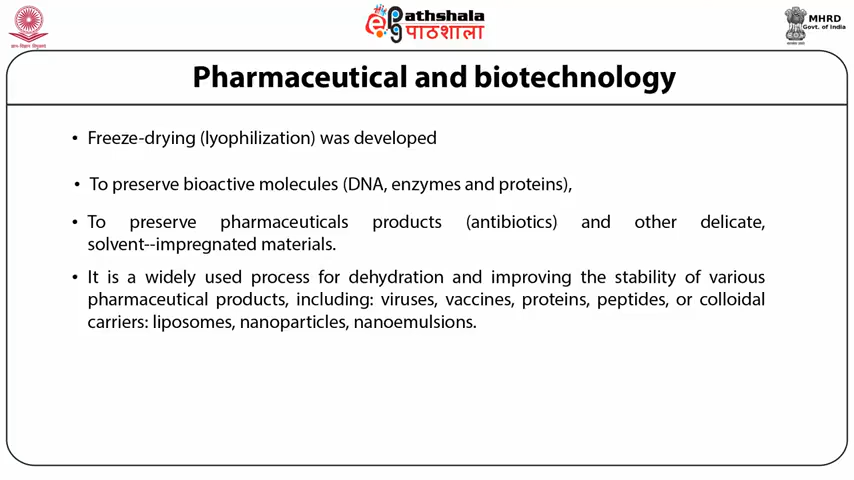 ePathshala
पाठशाला
MHRD
Govt. of India
Pharmaceutical and biotechnology
• Freeze-drying (lyophilization) was developed
• To preserve bioactive molecules (DNA, enzymes and proteins),
• To preserve pharmaceuticals products (antibiotics) and other delicate,
solvent--impregnated materials.
• It is a widely used process for dehydration and improving the stability of various
pharmaceutical products, including: viruses, vaccines, proteins, peptides, or colloidal
carriers: liposomes, nanoparticles, nanoemulsions.